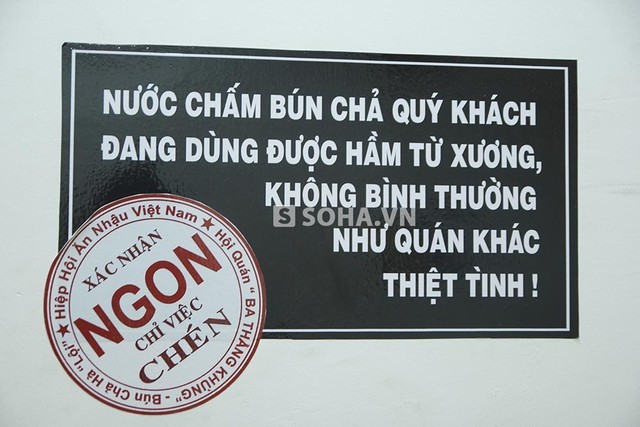 NƯỚC CHẤM BÚN CHẢ QUÝ KHÁCH
ĐANG DÙNG ĐƯỢC HẦM TỪ XƯƠNG,
KHÔNG BÌNH THƯỜNG
NHƯ QUÁN KHÁC
THIỆT TÌNH !
S SOHA.VN
★ Hiệp Hội Ăn Nhậu Việt Nam ★ Hội Quán "BA THẰNG KHÙNG" - Bún Chả Hà "Lội"
XÁC NHẬN
NGON
CHỈ VIỆC
CHÉN